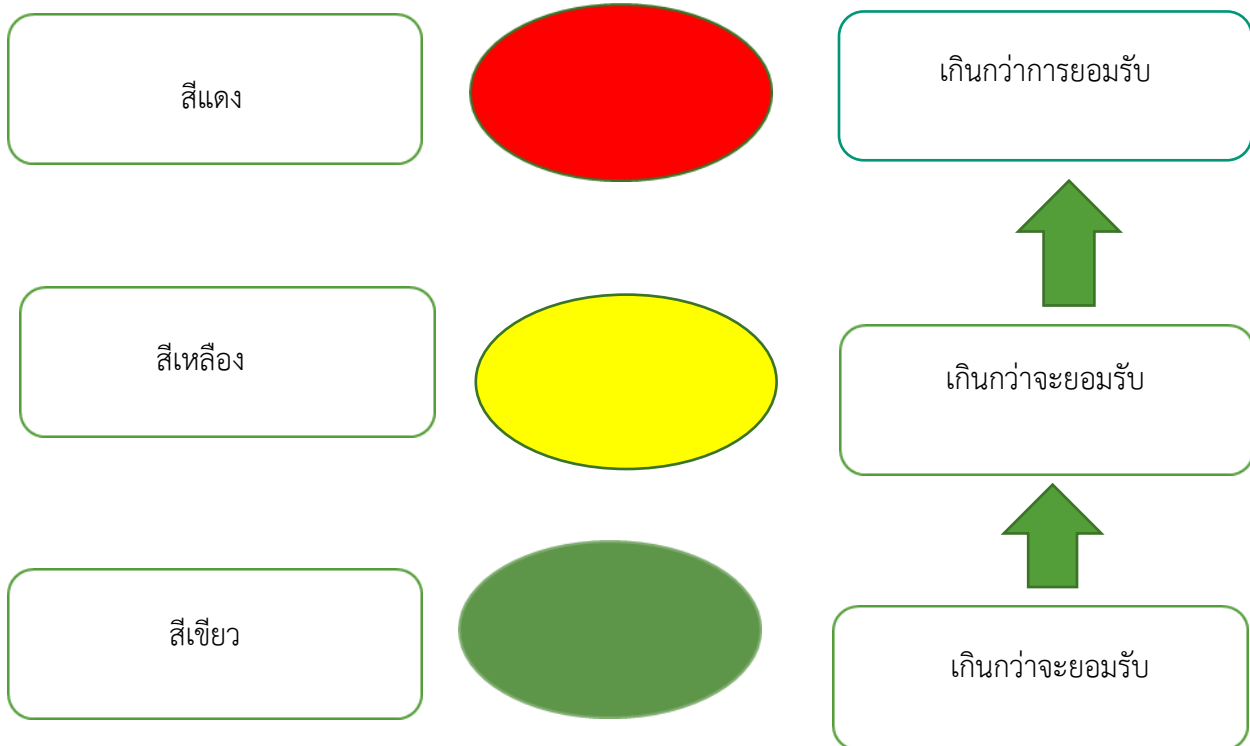 สีแดง
เกินกว่าการยอมรับ
สีเหลือง
เกินกว่าจะยอมรับ
สีเขียว
เกินกว่าจะยอมรับ